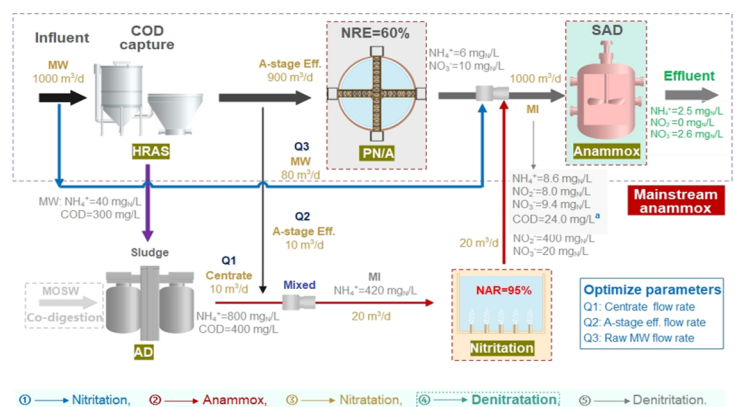 Influent
COD
capture
NRE=60%
SAD
MW
1000 m³/d
A-stage Eff.
900 m³/d
NH₄⁺=6 mgN/L
NO₃⁻=10 mgN/L
1000 m³/d
Effluent
NH₄⁺=2.5 mgN/L
NO₂⁻=0 mgN/L
NO₃⁻=2.6 mgN/L
MI
HRAS
Q3
MW
80 m³/d
PN/A
Anammox
MW: NH₄⁺=40 mgN/L
COD=300 mg/L
NH₄⁺=8.6 mgN/L
NO₂⁻=8.0 mgN/L
NO₃⁻=9.4 mgN/L
COD=24.0 mg/Lᵃ
Mainstream
anammox
Q2
A-stage Eff.
10 m³/d
20 m³/d
NO₂⁻=400 mgN/L
NO₃⁻=20 mgN/L
Sludge
Q1
Centrate
10 m³/d
Mixed
MI
NH₄⁺=420 mgN/L
20 m³/d
MOSW
Co-digestion
NH₄⁺=800 mgN/L
COD=400 mg/L
AD
NAR=95%
Nitritation
Optimize parameters
Q1: Centrate flow rate
Q2: A-stage eff. flow rate
Q3: Raw MW flow rate
① Nitritation, ② Anammox, ③ Nitratation, ④ Denitratation, ⑤ Denitritation.